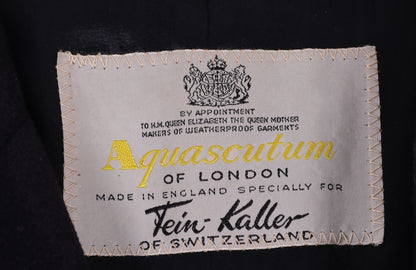 BY APPOINTMENT
TO H.M. QUEEN ELIZABETH THE QUEEN MOTHER
MAKERS OF WEATHERPROOF GARMENTS
Aquascutum
OF LONDON
MADE IN ENGLAND SPECIALLY FOR
Fein-Kaller
OF SWITZERLAND